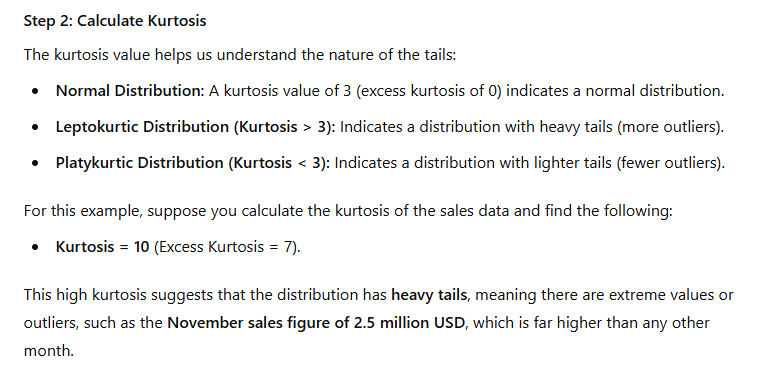 Step 2: Calculate Kurtosis
The kurtosis value helps us understand the nature of the tails:
• Normal Distribution: A kurtosis value of 3 (excess kurtosis of 0) indicates a normal distribution.
• Leptokurtic Distribution (Kurtosis > 3): Indicates a distribution with heavy tails (more outliers).
• Platykurtic Distribution (Kurtosis < 3): Indicates a distribution with lighter tails (fewer outliers).
For this example, suppose you calculate the kurtosis of the sales data and find the following:
• Kurtosis = 10 (Excess Kurtosis = 7).
This high kurtosis suggests that the distribution has heavy tails, meaning there are extreme values or
outliers, such as the November sales figure of 2.5 million USD, which is far higher than any other
month.